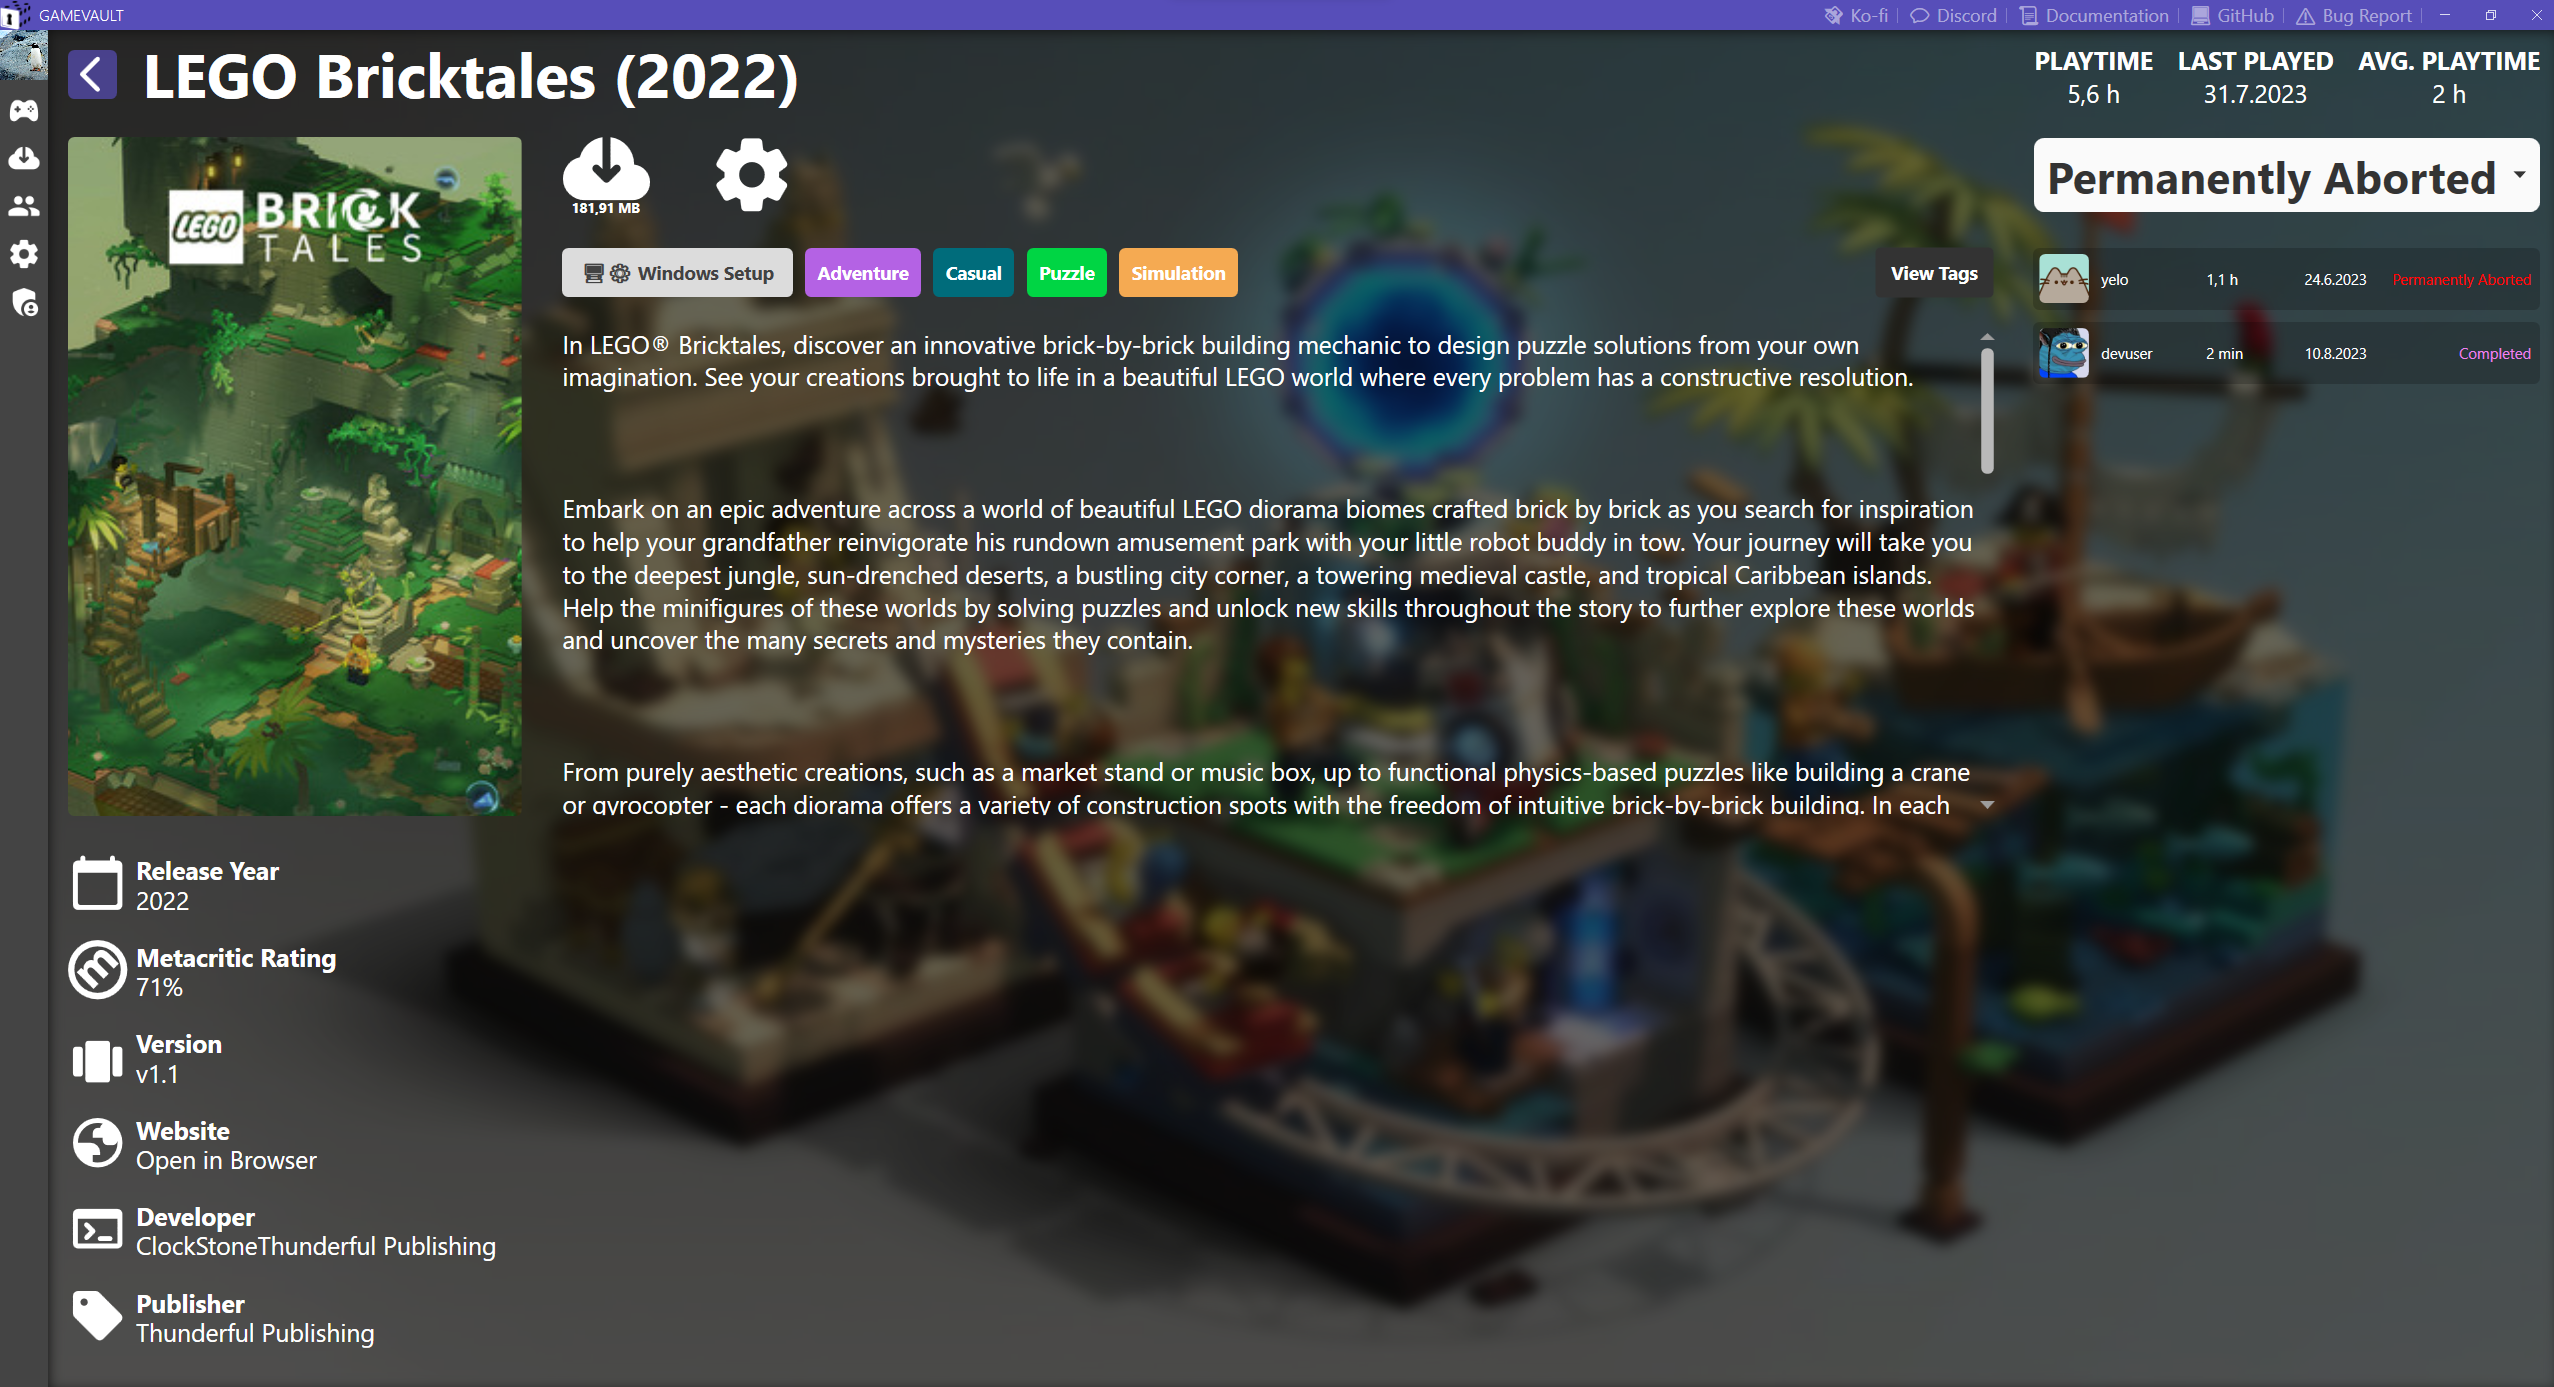 GAMEVAULT
Ko-fi
Discord
Documentation
GitHub
Bug Report
LEGO Bricktales (2022)
PLAYTIME
5,6 h
LAST PLAYED
31.7.2023
AVG. PLAYTIME
2 h
LEGO
BRICK
TALES
181,91 MB
Permanently Aborted
Windows Setup
Adventure
Casual
Puzzle
Simulation
View Tags
yelo 1,1 h 24.6.2023 Permanently Aborted
devuser 2 min 10.8.2023 Completed
In LEGO® Bricktales, discover an innovative brick-by-brick building mechanic to design puzzle solutions from your own
imagination. See your creations brought to life in a beautiful LEGO world where every problem has a constructive resolution.
Embark on an epic adventure across a world of beautiful LEGO diorama biomes crafted brick by brick as you search for inspiration
to help your grandfather reinvigorate his rundown amusement park with your little robot buddy in tow. Your journey will take you
to the deepest jungle, sun-drenched deserts, a bustling city corner, a towering medieval castle, and tropical Caribbean islands.
Help the minifigures of these worlds by solving puzzles and unlock new skills throughout the story to further explore these worlds
and uncover the many secrets and mysteries they contain.
From purely aesthetic creations, such as a market stand or music box, up to functional physics-based puzzles like building a crane
or gyrocopter - each diorama offers a variety of construction spots with the freedom of intuitive brick-by-brick building. In each
Release Year
2022
Metacritic Rating
71%
Version
v1.1
Website
Open in Browser
Developer
ClockStoneThunderful Publishing
Publisher
Thunderful Publishing